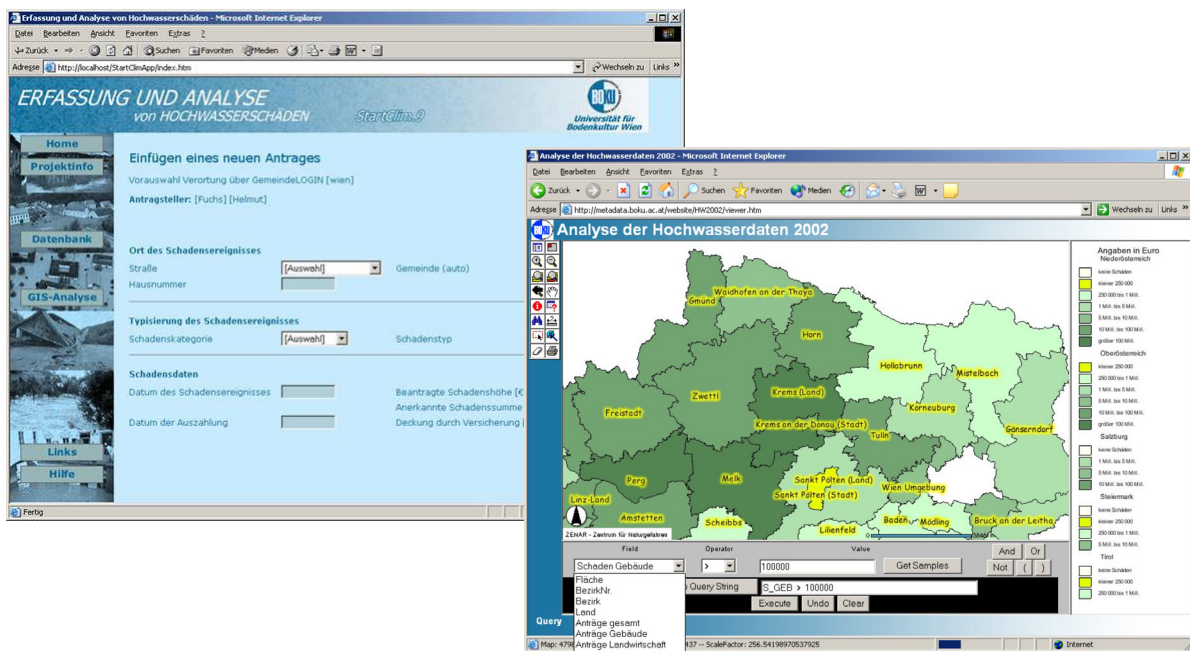 Erfassung und Analyse von Hochwasserschäden - Microsoft Internet Explorer
Datei Bearbeiten Ansicht Favoriten Extras ?
Zurück Suchen Favoriten Medien
Adresse http://localhost/StartClimApp/index.htm Wechseln zu Links »
ERFASSUNG UND ANALYSE
von HOCHWASSERSCHÄDEN StartClim.9
BOKU
Universität für
Bodenkultur Wien
Home
Projektinfo
Datenbank
GIS-Analyse
Links
Hilfe
Einfügen eines neuen Antrages
Vorauswahl Verortung über GemeindeLOGIN [wien]
Antragsteller: [Fuchs] [Helmut]
Ort des Schadensereignisses
Straße [Auswahl] Gemeinde (auto)
Hausnummer
Typisierung des Schadensereignisses
Schadenskategorie [Auswahl] Schadenstyp
Schadensdaten
Datum des Schadensereignisses Beantragte Schadenshöhe [€
Anerkannte Schadenssumme
Datum der Auszahlung Deckung durch Versicherung [
Fertig
Analyse der Hochwasserdaten 2002 - Microsoft Internet Explorer
Datei Bearbeiten Ansicht Favoriten Extras ?
Zurück Suchen Favoriten Medien
Adresse http://metadata.boku.ac.at/website/HW2002/viewer.htm Wechseln zu Links »
Analyse der Hochwasserdaten 2002
Gmünd
Waidhofen an der Thaya
Horn
Hollabrunn
Mistelbach
Zwettl
Krems (Land)
Korneuburg
Freistadt
Krems an der Donau (Stadt)
Tulln
Gänserndorf
Perg
Melk
Sankt Pölten (Land)
Sankt Pölten (Stadt)
Wien Umgebung
Linz-Land
Amstetten
Scheibbs
Lilienfeld
Baden
Mödling
Bruck an der Leitha
ZENAR - Zentrum für Naturgefahren
0
Angaben in Euro
Niederösterreich
keine Schäden
kleiner 250 000
250 000 bis 1 Mill.
1 Mill. bis 5 Mill.
5 Mill. bis 10 Mill.
10 Mill. bis 100 Mill.
größer 100 Mill.
Oberösterreich
kleiner 250 000
250 000 bis 1 Mill.
1 Mill. bis 5 Mill.
5 Mill. bis 10 Mill.
10 Mill. bis 100 Mill.
größer 100 Mill.
Salzburg
keine Schäden
1 Mill. bis 5 Mill.
5 Mill. bis 10 Mill.
10 Mill. bis 100 Mill.
Steiermark
keine Schäden
kleiner 250 000
250 000 bis 1 Mill.
5 Mill. bis 10 Mill.
Tirol
keine Schäden
kleiner 250 000
250 000 bis 1 Mill.
Field Operator Value And Or
Schaden Gebäude > 100000 Get Samples Not ( )
Query String S_GEB > 100000
Execute Undo Clear
Fläche
BezirkNr.
Bezirk
Land
Anträge gesamt
Anträge Gebäude
Anträge Landwirtschaft
Query
Map: 4798 437 -- ScaleFactor: 256.54198970537925 Internet